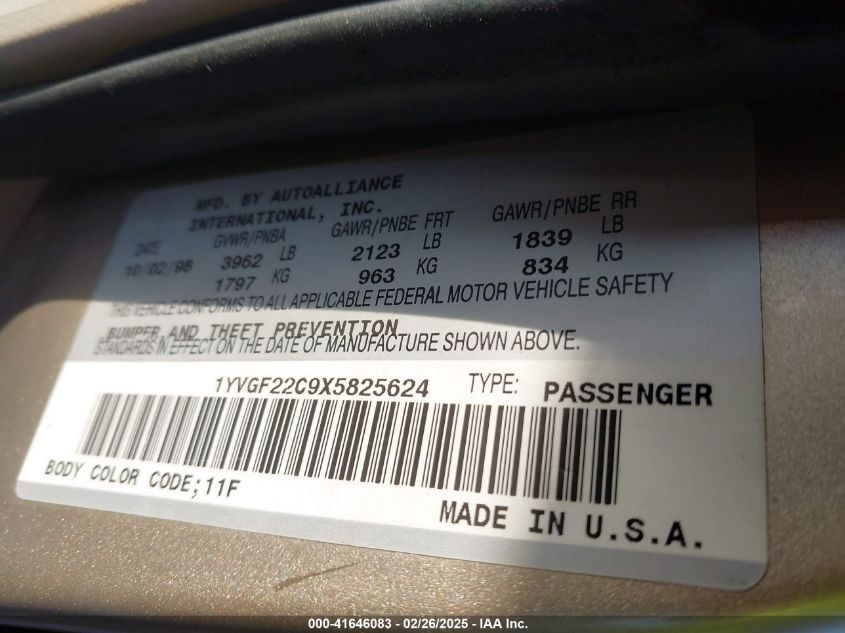 MFD. BY AUTOALLIANCE
INTERNATIONAL, INC.
DATE GVWR/PNBA GAWR/PNBE FRT GAWR/PNBE RR
10/02/98 3962 LB 2123 LB 1839 LB
1797 KG 963 KG 834 KG
THIS VEHICLE CONFORMS TO ALL APPLICABLE FEDERAL MOTOR VEHICLE SAFETY
BUMPER AND THEFT PREVENTION
STANDARDS IN EFFECT ON THE DATE OF MANUFACTURE SHOWN ABOVE.
1YVGF22C9X5825624 TYPE: PASSENGER
BODY COLOR CODE;11F
MADE IN U.S.A.
000-41646083 - 02/26/2025 - IAA Inc.